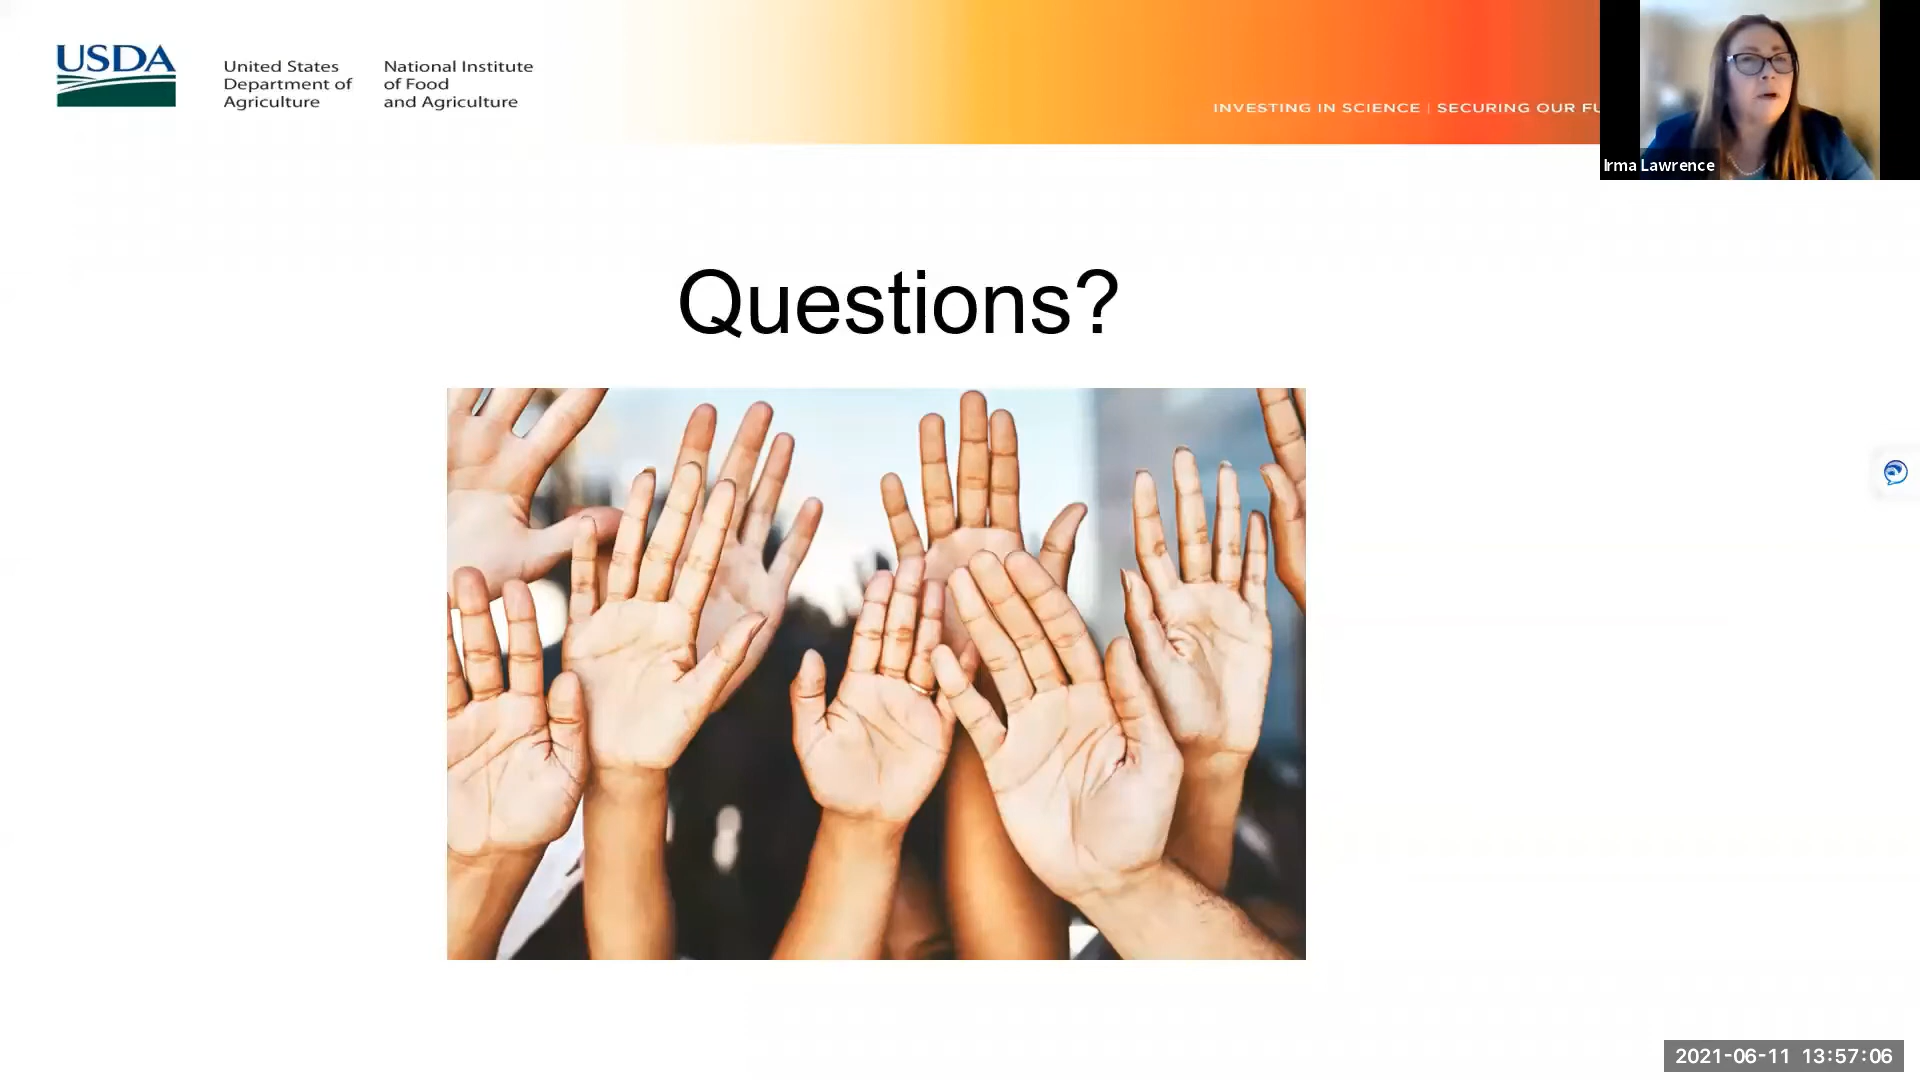 USDA
United States
Department of
Agriculture
National Institute
of Food
and Agriculture
INVESTING IN SCIENCE | SECURING OUR FU
Irma Lawrence
Questions?
2021-06-11 13:57:06